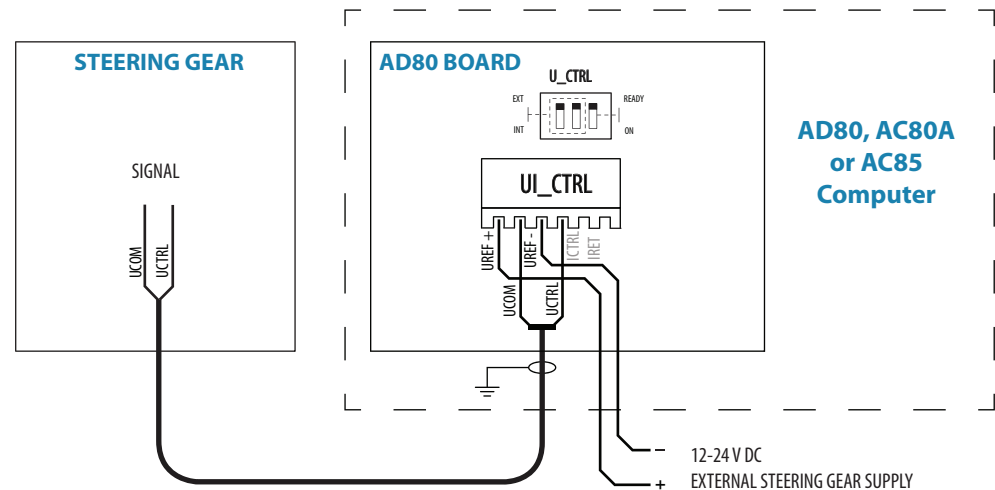 STEERING GEAR
SIGNAL
UCOM
UCTRL
AD80 BOARD
U_CTRL
EXT
READY
INT
ON
UI_CTRL
UREF +
UREF -
ICTRL
IRET
UCOM
UCTRL
AD80, AC80A
or AC85
Computer
– 12-24 V DC
+ EXTERNAL STEERING GEAR SUPPLY